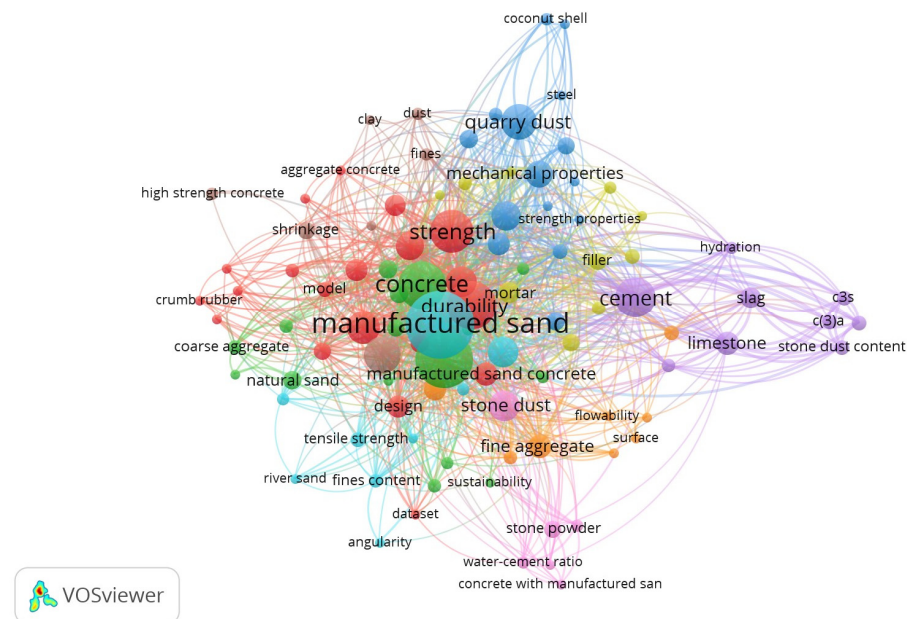 coconut shell
steel
dust
clay
quarry dust
fines
aggregate concrete
mechanical properties
high strength concrete
shrinkage
strength
strength properties
hydration
filler
model
concrete
mortar
cement
slag
c3s
crumb rubber
durability
manufactured sand
c(3)a
coarse aggregate
limestone
stone dust content
natural sand
manufactured sand concrete
design
stone dust
flowability
tensile strength
fine aggregate
surface
river sand
fines content
sustainability
dataset
stone powder
angularity
water-cement ratio
concrete with manufactured san
VOSviewer